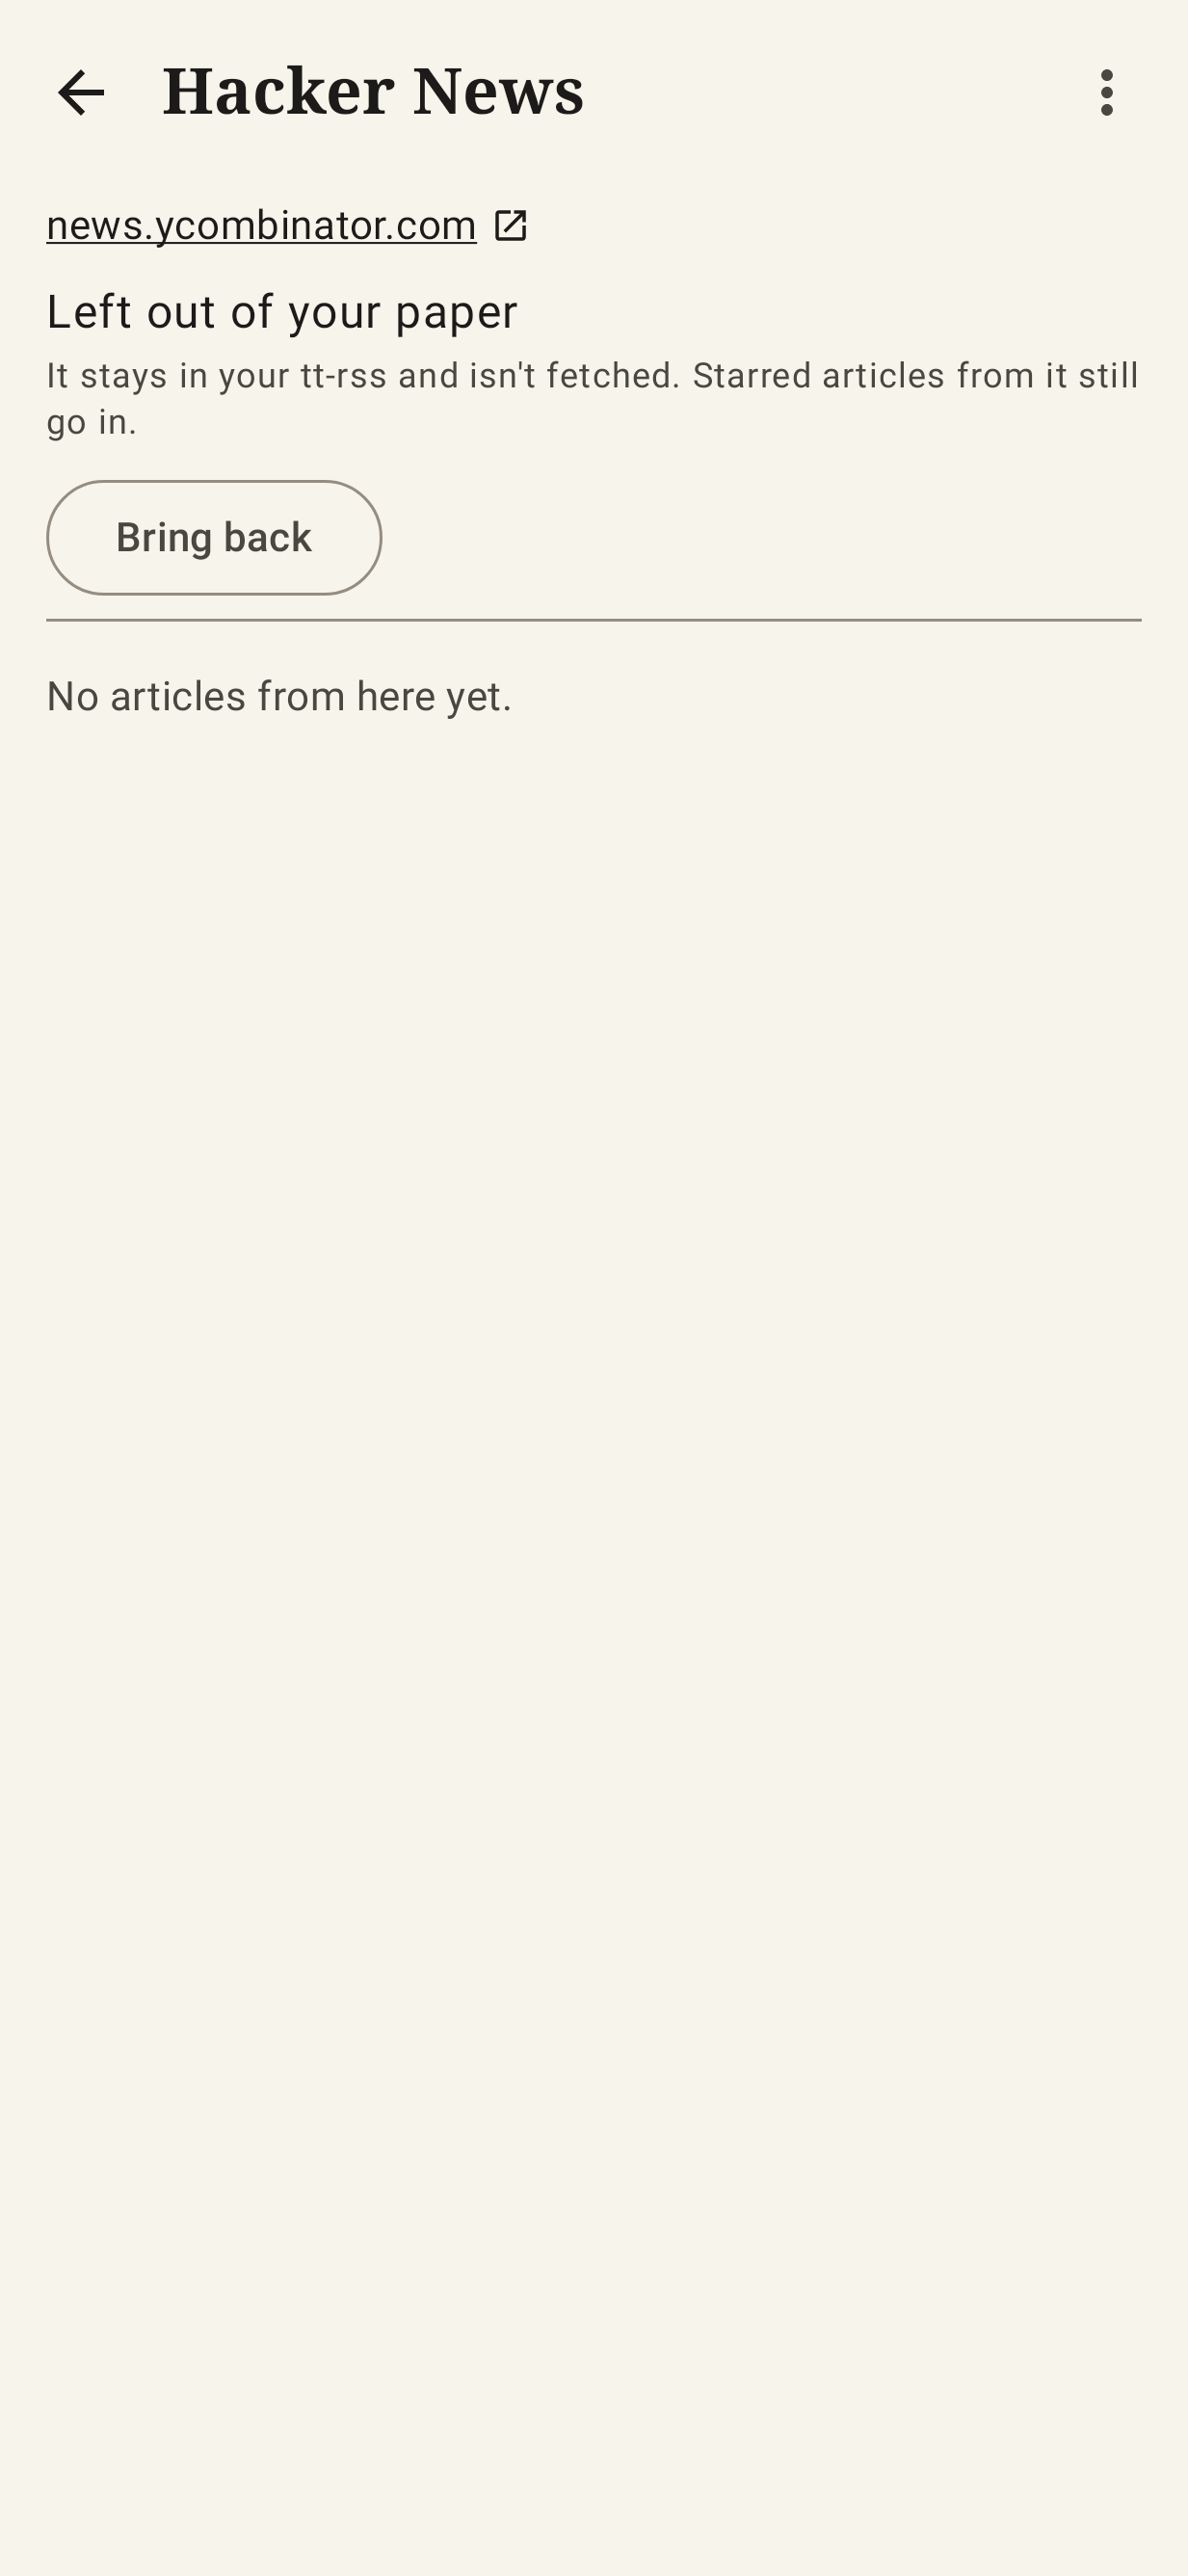 Hacker News
news.ycombinator.com
Left out of your paper
It stays in your tt-rss and isn't fetched. Starred articles from it still
go in.
Bring back
No articles from here yet.